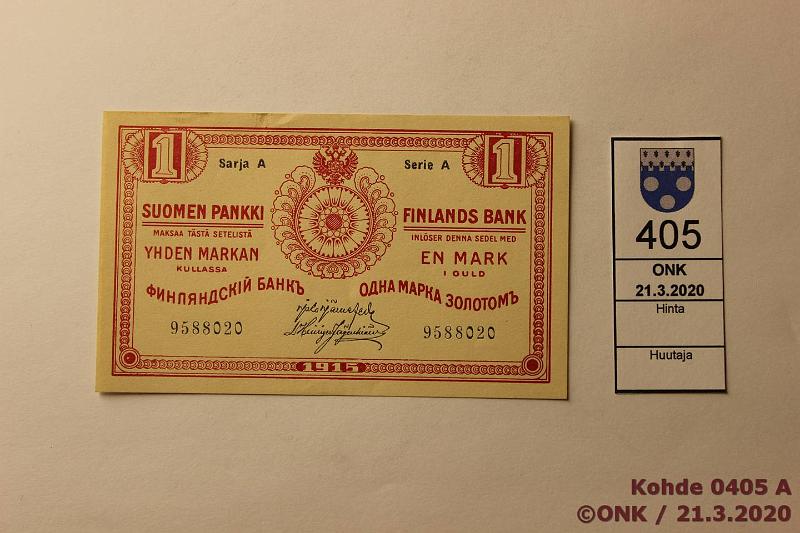 1 1
Sarja A Serie A
SUOMEN PANKKI FINLANDS BANK
MAKSAA TÄSTÄ SETELISTÄ INLÖSER DENNA SEDEL MED
YHDEN MARKAN EN MARK
KULLASSA I GULD
ФИНЛЯНДСКІЙ БАНКЪ ОДНА МАРКА ЗОЛОТОМЪ
9588020 9588020
1915
405
ONK
21.3.2020
Hinta
Huutaja
Kohde 0405 A
©ONK / 21.3.2020